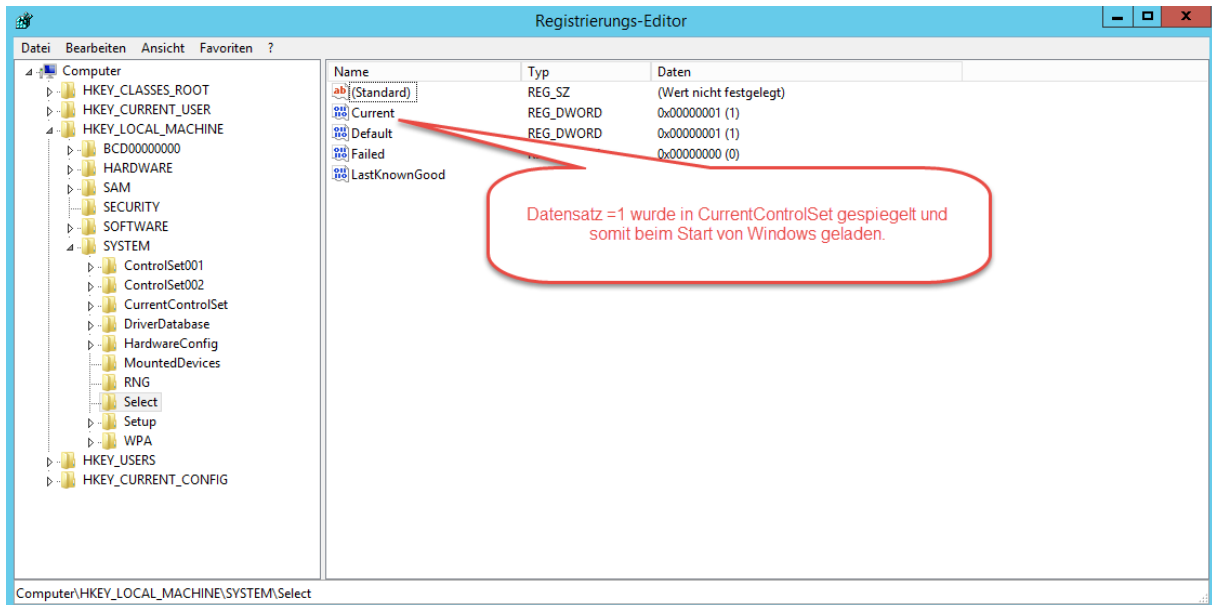 Registrierungs-Editor
Datei Bearbeiten Ansicht Favoriten ?
Computer
HKEY_CLASSES_ROOT
HKEY_CURRENT_USER
HKEY_LOCAL_MACHINE
BCD00000000
HARDWARE
SAM
SECURITY
SOFTWARE
SYSTEM
ControlSet001
ControlSet002
CurrentControlSet
DriverDatabase
HardwareConfig
MountedDevices
RNG
Select
Setup
WPA
HKEY_USERS
HKEY_CURRENT_CONFIG
Name Typ Daten
(Standard) REG_SZ (Wert nicht festgelegt)
Current REG_DWORD 0x00000001 (1)
Default REG_DWORD 0x00000001 (1)
Failed 0x00000000 (0)
LastKnownGood
Datensatz =1 wurde in CurrentControlSet gespiegelt und
somit beim Start von Windows geladen.
Computer\HKEY_LOCAL_MACHINE\SYSTEM\Select